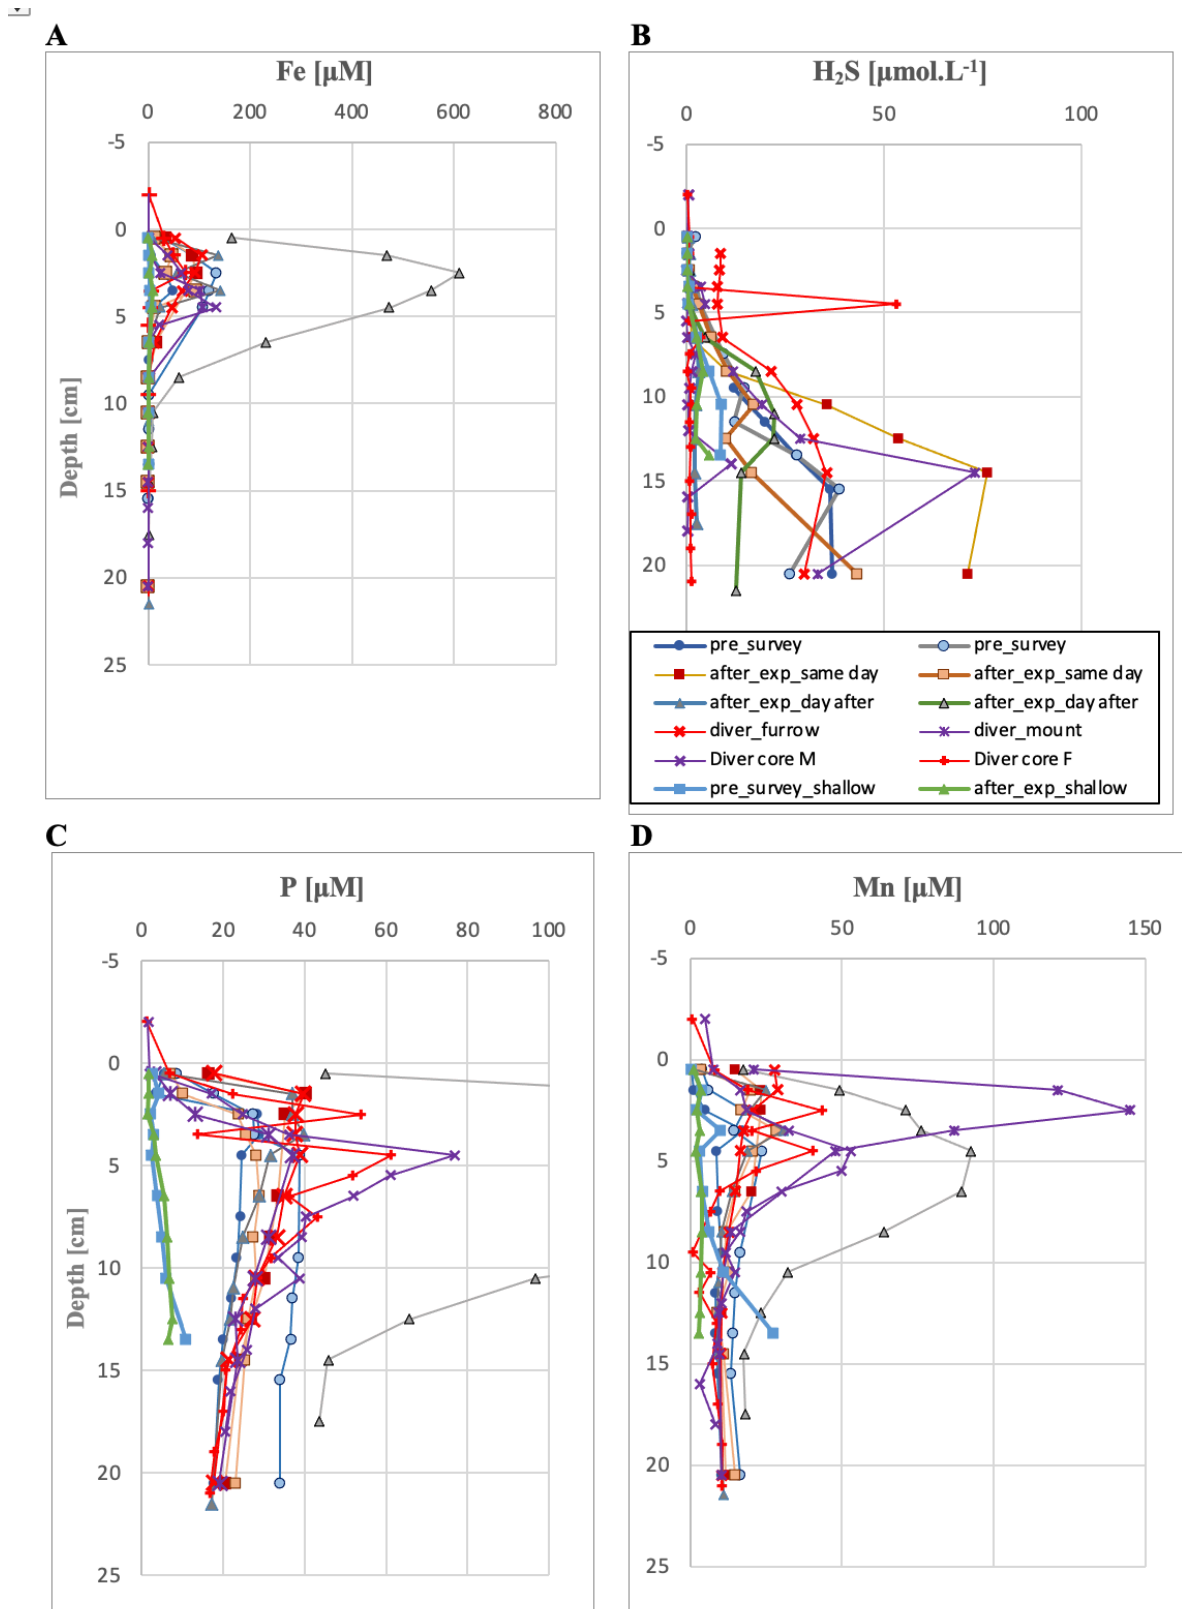 A
B
Fe [µM]
H₂S [µmol.L⁻¹]
0 200 400 600 800
0 50 100
-5
0
5
10
15
20
25
Depth [cm]
-5
0
5
10
15
20
pre_survey pre_survey
after_exp_same day after_exp_same day
after_exp_day after after_exp_day after
diver_furrow diver_mount
Diver core M Diver core F
pre_survey_shallow after_exp_shallow
C
D
P [µM]
Mn [µM]
0 20 40 60 80 100
0 50 100 150
-5
0
5
10
15
20
25
Depth [cm]
-5
0
5
10
15
20
25